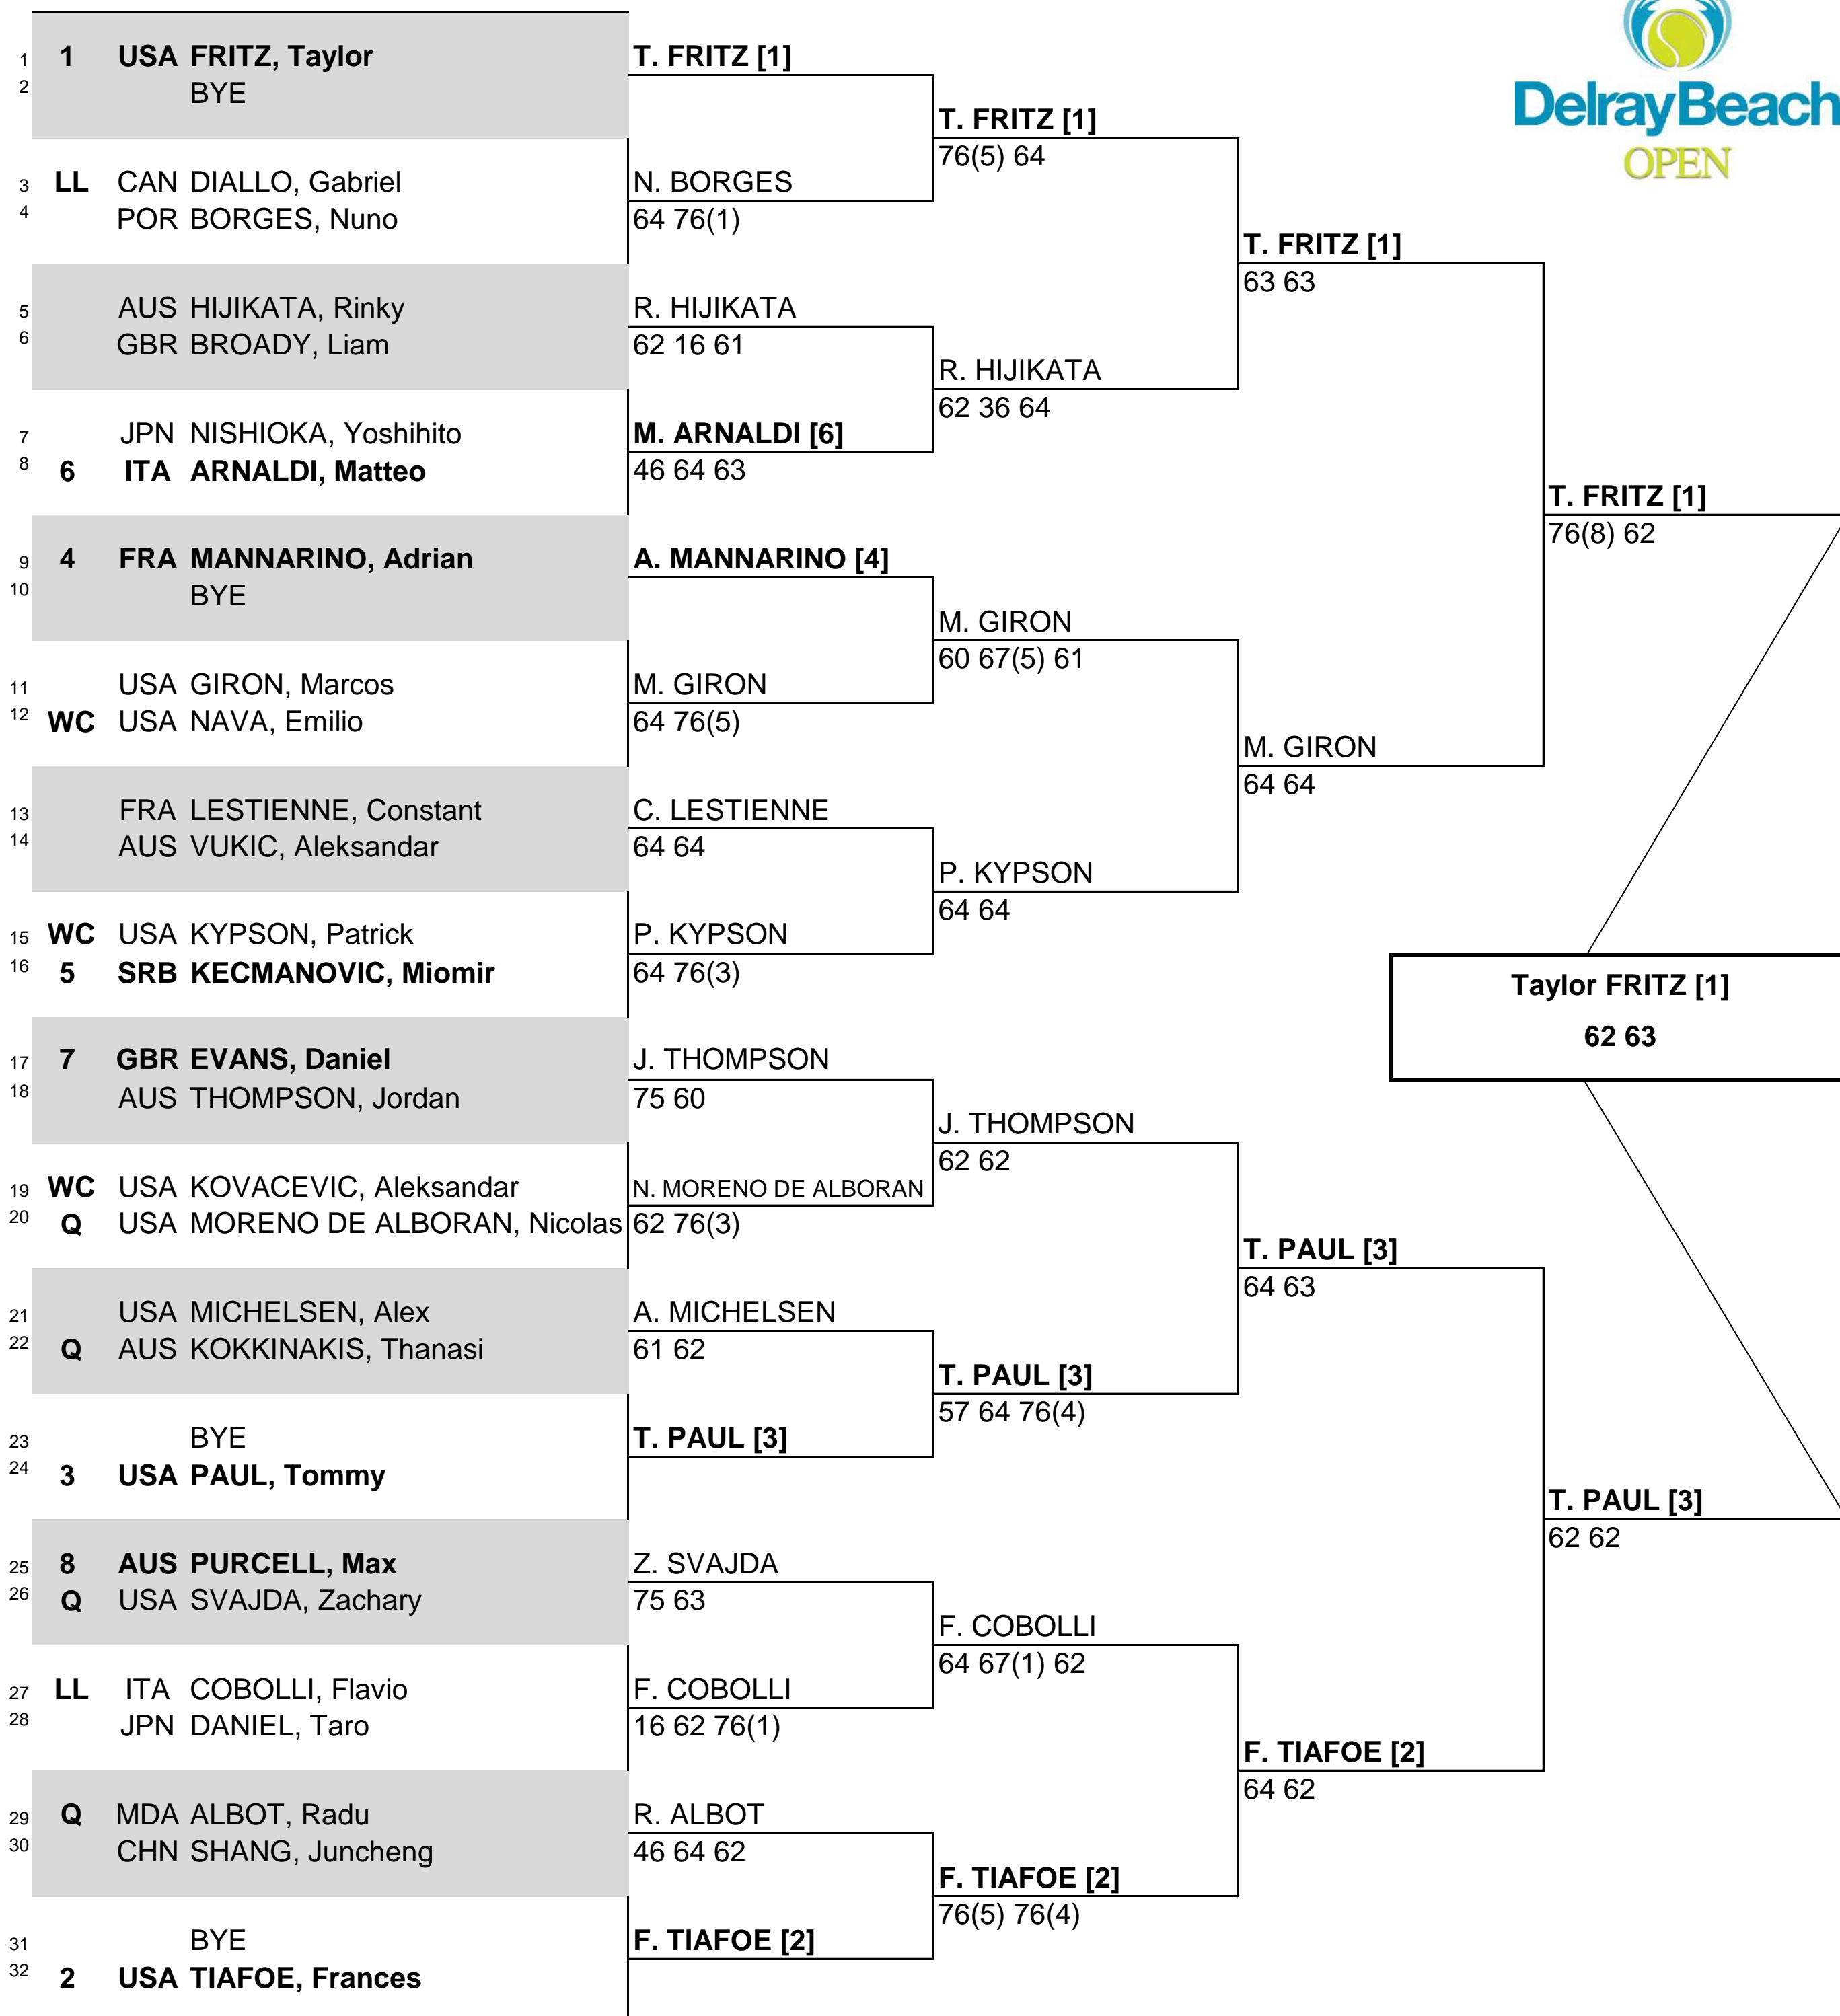 DelrayBeach
OPEN
1 1 USA FRITZ, Taylor
2 BYE
3 LL CAN DIALLO, Gabriel
4 POR BORGES, Nuno
5 AUS HIJIKATA, Rinky
6 GBR BROADY, Liam
7 JPN NISHIOKA, Yoshihito
8 6 ITA ARNALDI, Matteo
9 4 FRA MANNARINO, Adrian
10 BYE
11 USA GIRON, Marcos
12 WC USA NAVA, Emilio
13 FRA LESTIENNE, Constant
14 AUS VUKIC, Aleksandar
15 WC USA KYPSON, Patrick
16 5 SRB KECMANOVIC, Miomir
17 7 GBR EVANS, Daniel
18 AUS THOMPSON, Jordan
19 WC USA KOVACEVIC, Aleksandar
20 Q USA MORENO DE ALBORAN, Nicolas
21 USA MICHELSEN, Alex
22 Q AUS KOKKINAKIS, Thanasi
23 BYE
24 3 USA PAUL, Tommy
25 8 AUS PURCELL, Max
26 Q USA SVAJDA, Zachary
27 LL ITA COBOLLI, Flavio
28 JPN DANIEL, Taro
29 Q MDA ALBOT, Radu
30 CHN SHANG, Juncheng
31 BYE
32 2 USA TIAFOE, Frances
T. FRITZ [1]
N. BORGES
64 76(1)
R. HIJIKATA
62 16 61
M. ARNALDI [6]
46 64 63
A. MANNARINO [4]
M. GIRON
64 76(5)
C. LESTIENNE
64 64
P. KYPSON
64 76(3)
J. THOMPSON
75 60
N. MORENO DE ALBORAN
62 76(3)
A. MICHELSEN
61 62
T. PAUL [3]
Z. SVAJDA
75 63
F. COBOLLI
16 62 76(1)
R. ALBOT
46 64 62
F. TIAFOE [2]
T. FRITZ [1]
76(5) 64
R. HIJIKATA
62 36 64
M. GIRON
60 67(5) 61
P. KYPSON
64 64
J. THOMPSON
62 62
T. PAUL [3]
57 64 76(4)
F. COBOLLI
64 67(1) 62
F. TIAFOE [2]
76(5) 76(4)
T. FRITZ [1]
63 63
M. GIRON
64 64
T. PAUL [3]
64 63
F. TIAFOE [2]
64 62
T. FRITZ [1]
76(8) 62
T. PAUL [3]
62 62
Taylor FRITZ [1]
62 63